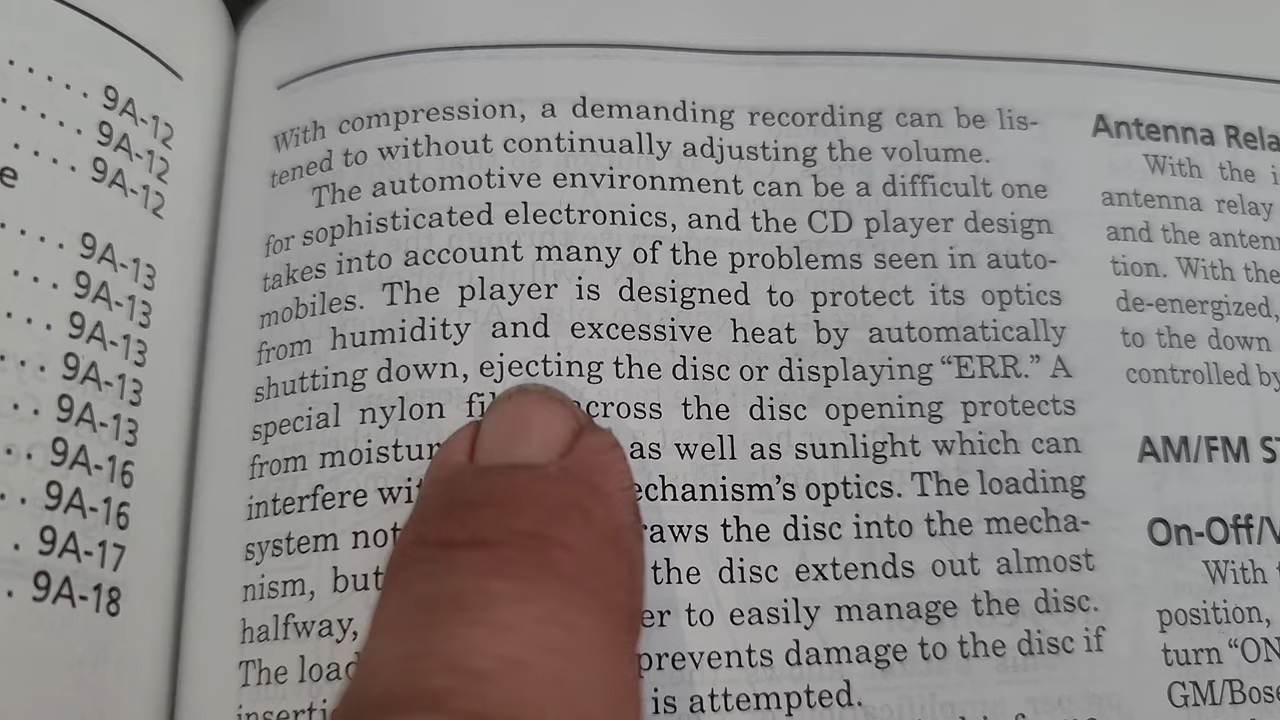 ..... 9A-12
..... 9A-12
.... 9A-12
e
.... 9A-13
... 9A-13
... 9A-13
... 9A-13
.. 9A-13
.. 9A-16
.. 9A-16
. 9A-17
. 9A-18
With compression, a demanding recording can be lis-
tened to without continually adjusting the volume.
The automotive environment can be a difficult one
for sophisticated electronics, and the CD player design
takes into account many of the problems seen in auto-
mobiles. The player is designed to protect its optics
from humidity and excessive heat by automatically
shutting down, ejecting the disc or displaying “ERR.” A
special nylon across the disc opening protects
from as well as sunlight which can
interfere optics. The loading
system the disc into the mecha-
nism, but the disc extends out almost
halfway, to easily manage the disc.
The prevents damage to the disc if
is attempted.
Antenna
With the
antenna relay
and the
tion. With the
de-energized,
to the down
controlled by
AM/FM
On-Off/
With
position,
turn “ON
GM/Bose